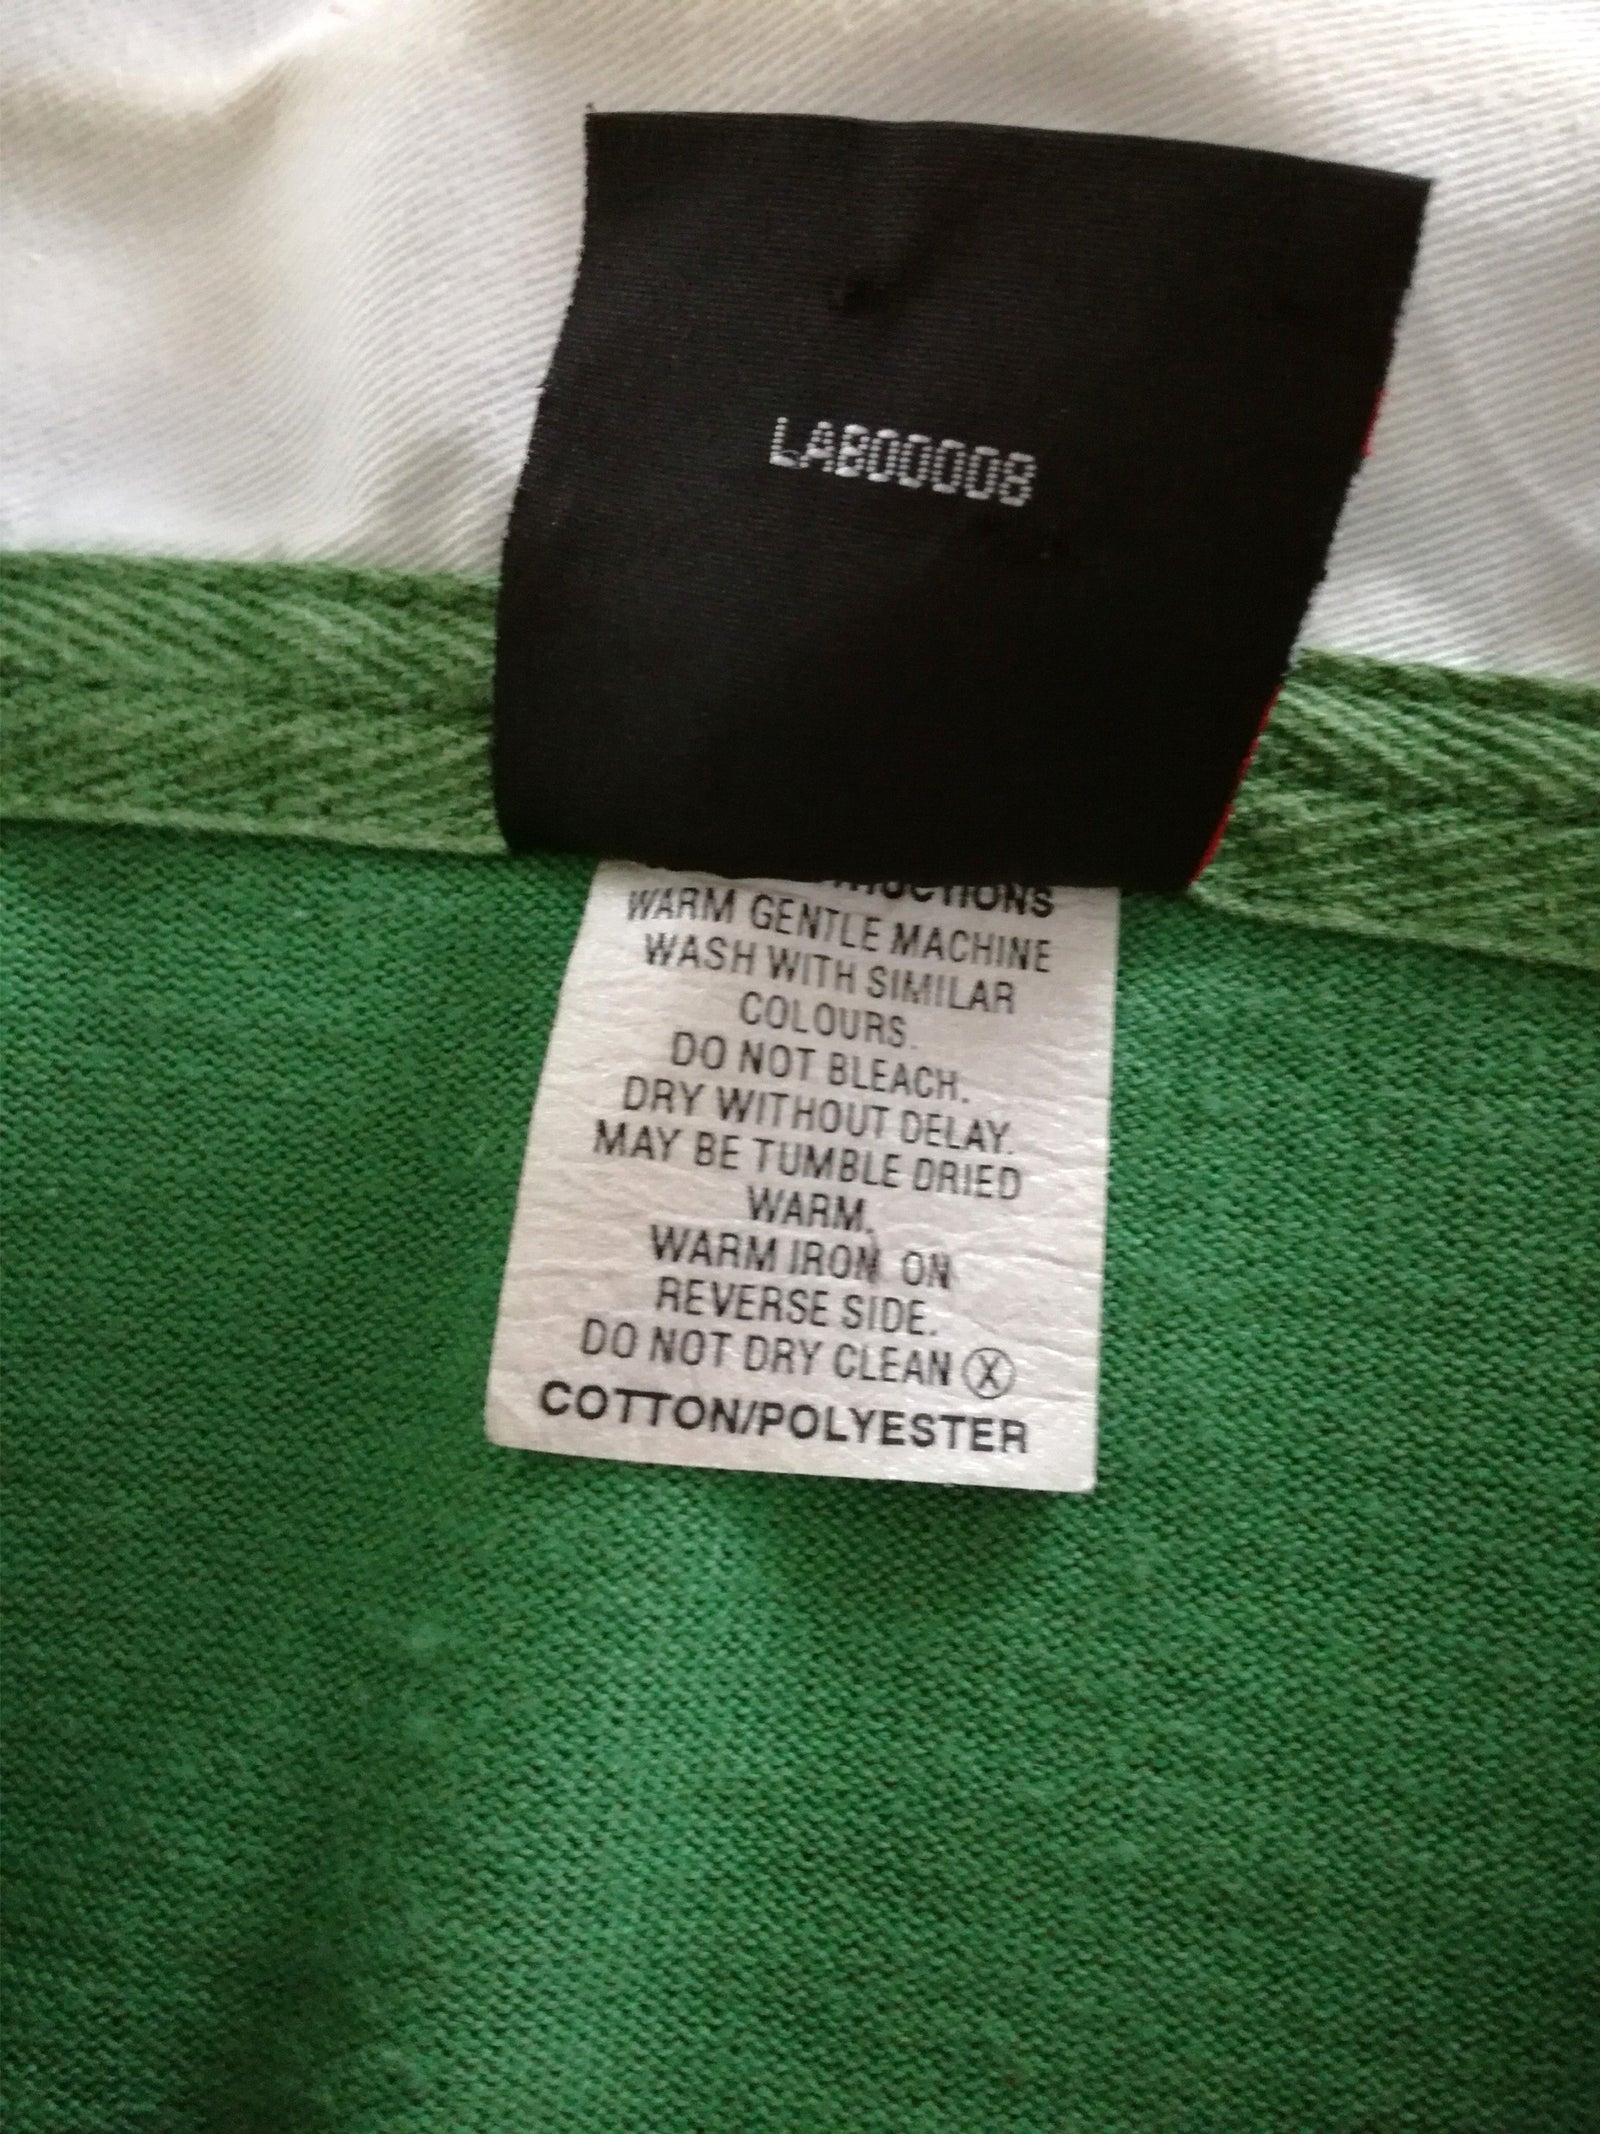 LAB00008
WARM GENTLE MACHINE
WASH WITH SIMILAR
COLOURS.
DO NOT BLEACH.
DRY WITHOUT DELAY.
MAY BE TUMBLE DRIED
WARM.
WARM IRON ON
REVERSE SIDE.
DO NOT DRY CLEAN Ⓧ
COTTON/POLYESTER